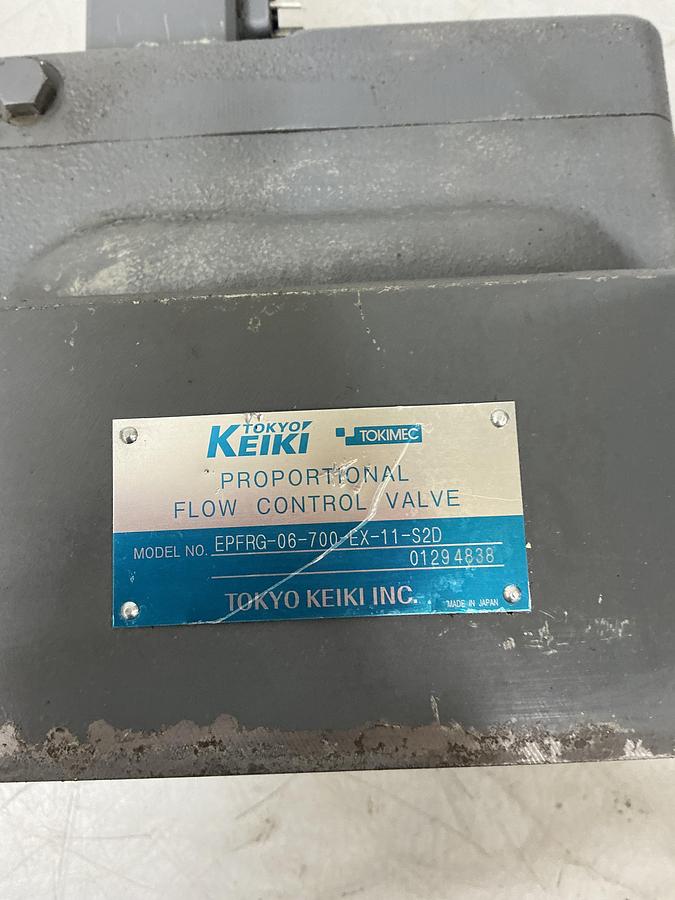 TOKYO
KEIKI TOKIMEC
PROPORTIONAL
FLOW CONTROL VALVE
MODEL NO. EPFRG-06-700-EX-11-S2D
01294838
TOKYO KEIKI INC.
MADE IN JAPAN